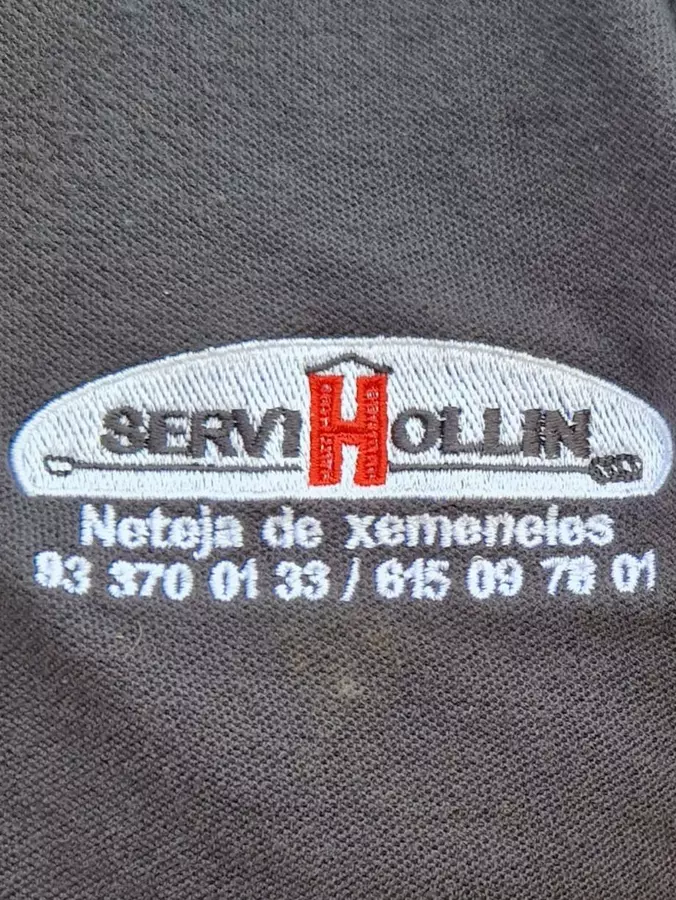 SERVIHOLLIN
Neteja de xemeneies
93 370 01 33 / 615 09 78 01